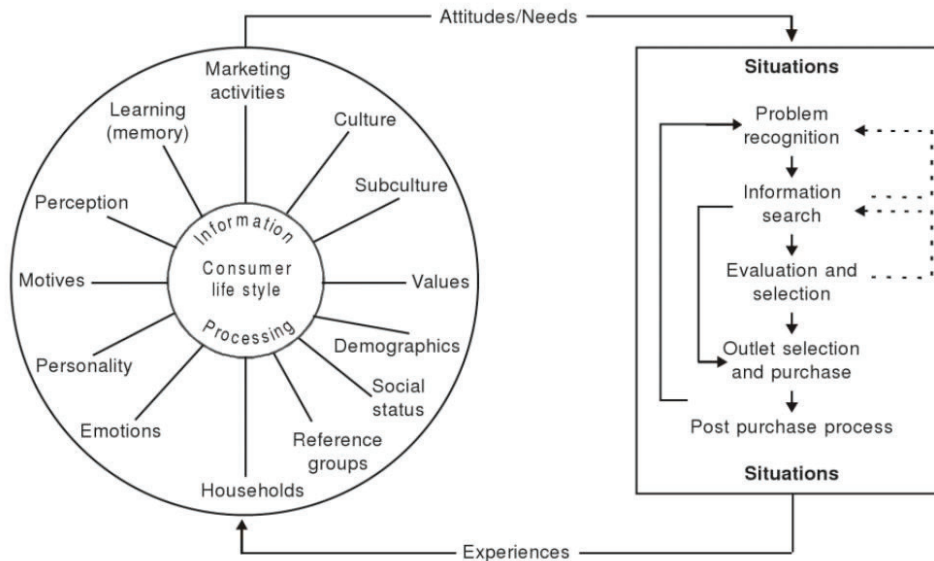 Attitudes/Needs
Marketing
activities
Learning
(memory)
Culture
Subculture
Perception
Information
Consumer
life style
Processing
Motives
Values
Personality
Demographics
Emotions
Social
status
Reference
groups
Households
Situations
Problem
recognition
Information
search
Evaluation and
selection
Outlet selection
and purchase
Post purchase process
Situations
Experiences